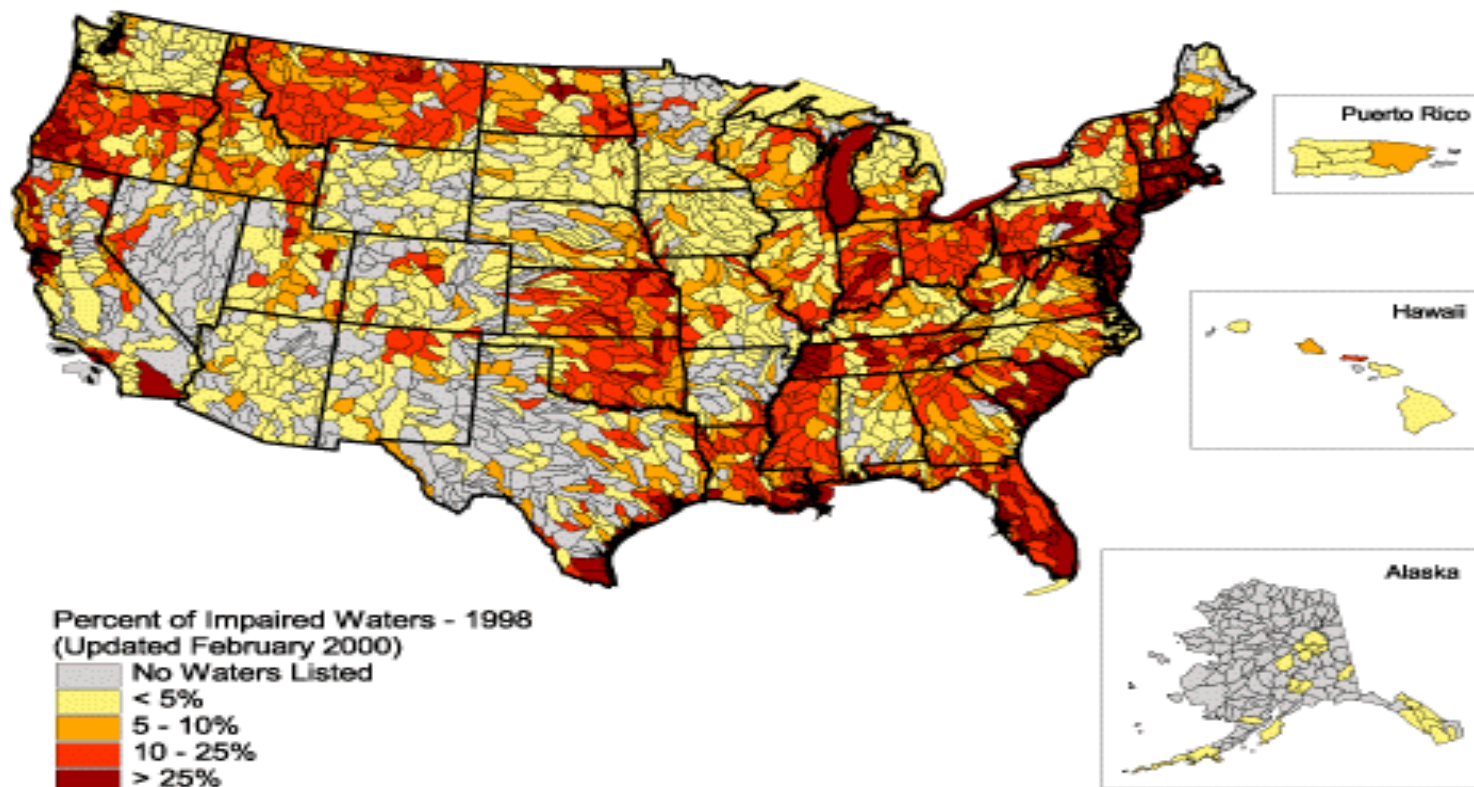 Puerto Rico
Hawaii
Alaska
Percent of Impaired Waters - 1998
(Updated February 2000)
No Waters Listed
< 5%
5 - 10%
10 - 25%
> 25%